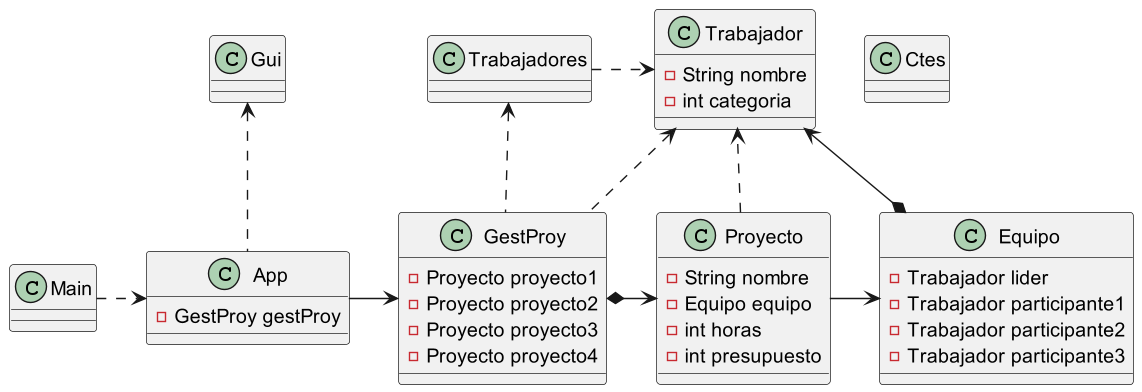 C Gui
C Trabajadores
C Trabajador
String nombre
int categoria
C Ctes
C Main
C App
GestProy gestProy
C GestProy
Proyecto proyecto1
Proyecto proyecto2
Proyecto proyecto3
Proyecto proyecto4
C Proyecto
String nombre
Equipo equipo
int horas
int presupuesto
C Equipo
Trabajador lider
Trabajador participante1
Trabajador participante2
Trabajador participante3